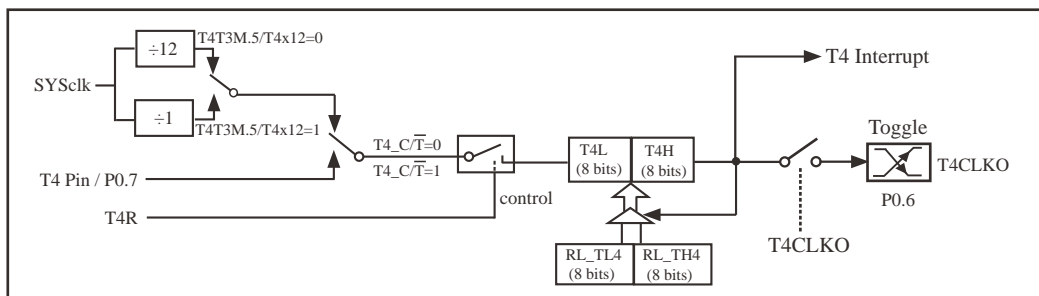 T4T3M.5/T4x12=0
÷12
SYSclk
÷1
T4T3M.5/T4x12=1
T4 Interrupt
Toggle
T4_C/T̅=0
T4_C/T̅=1
T4L
(8 bits)
T4H
(8 bits)
T4CLKO
T4 Pin / P0.7
control
P0.6
T4R
T4CLKO
RL_TL4
(8 bits)
RL_TH4
(8 bits)